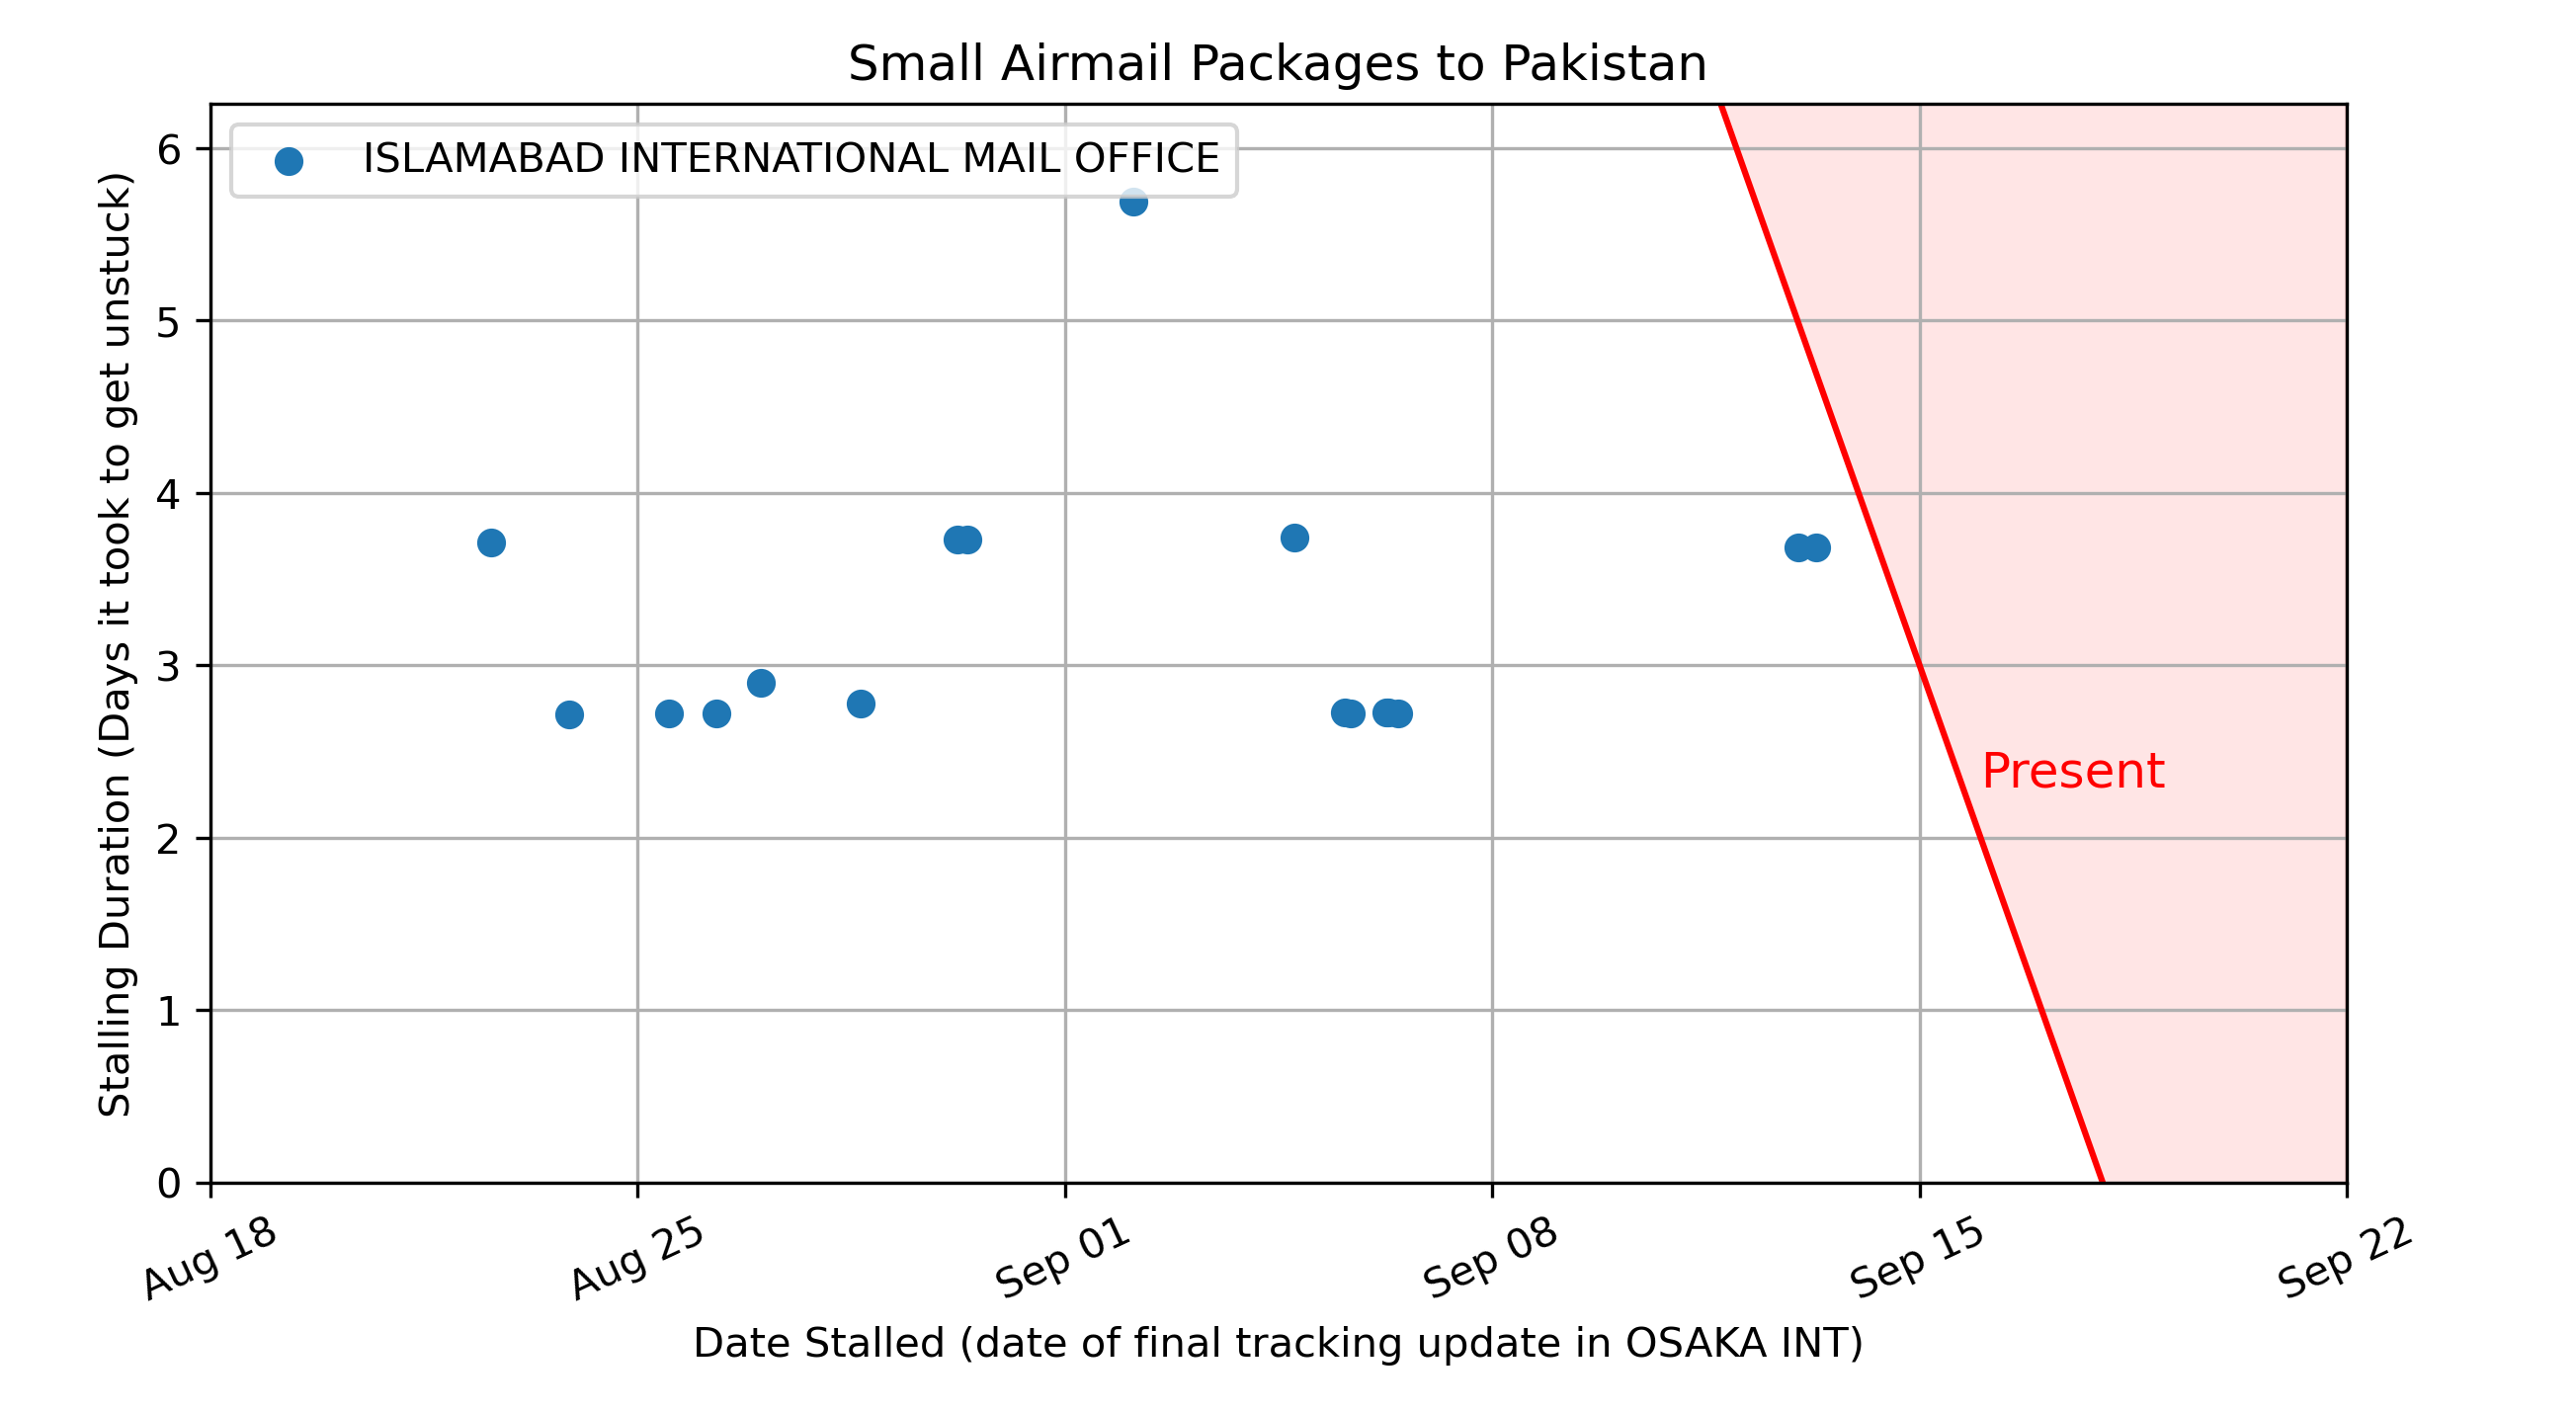 Small Airmail Packages to Pakistan
ISLAMABAD INTERNATIONAL MAIL OFFICE
Stalling Duration (Days it took to get unstuck)
6
5
4
3
2
1
0
Present
Aug 18
Aug 25
Sep 01
Sep 08
Sep 15
Sep 22
Date Stalled (date of final tracking update in OSAKA INT)